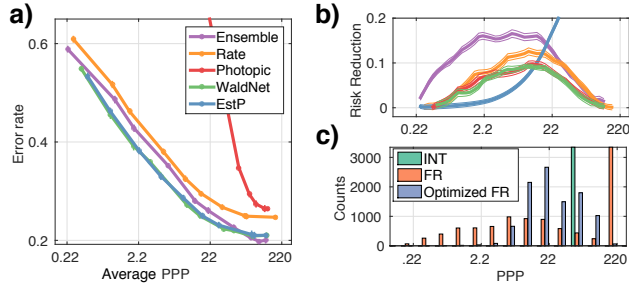 a)
Error rate
0.6
0.4
0.2
0.22
2.2
22
220
Average PPP
Ensemble
Rate
Photopic
WaldNet
EstP
b)
Risk Reduction
0.2
0.1
0
0.22
2.2
22
220
c)
Counts
3000
2000
1000
0
INT
FR
Optimized FR
.22
2.2
22
220
PPP